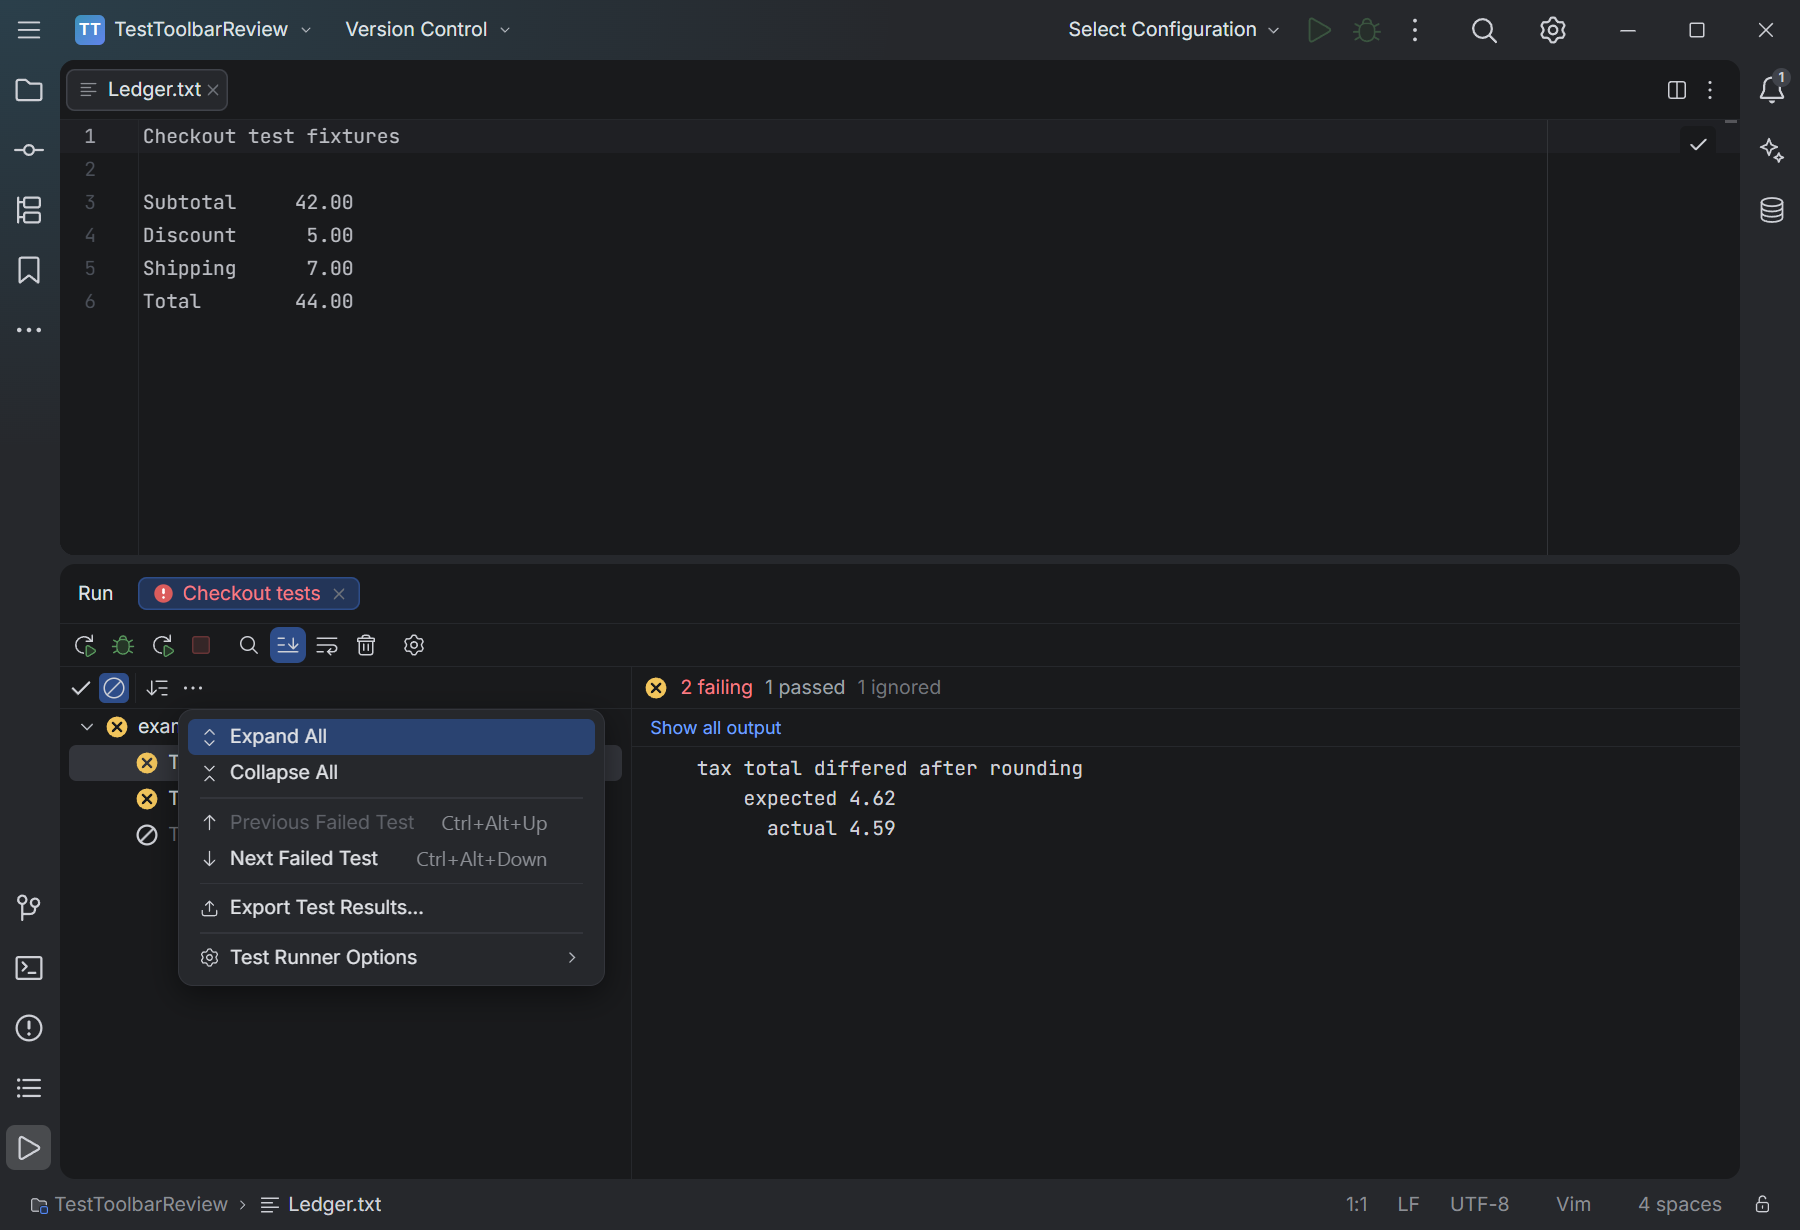 TT TestToolbarReview Version Control Select Configuration
Ledger.txt
1
1 Checkout test fixtures
2
3 Subtotal 42.00
4 Discount 5.00
5 Shipping 7.00
6 Total 44.00
Run Checkout tests
2 failing 1 passed 1 ignored
Show all output
tax total differed after rounding
expected 4.62
actual 4.59
Expand All
Collapse All
Previous Failed Test Ctrl+Alt+Up
Next Failed Test Ctrl+Alt+Down
Export Test Results...
Test Runner Options
TestToolbarReview › Ledger.txt 1:1 LF UTF-8 Vim 4 spaces